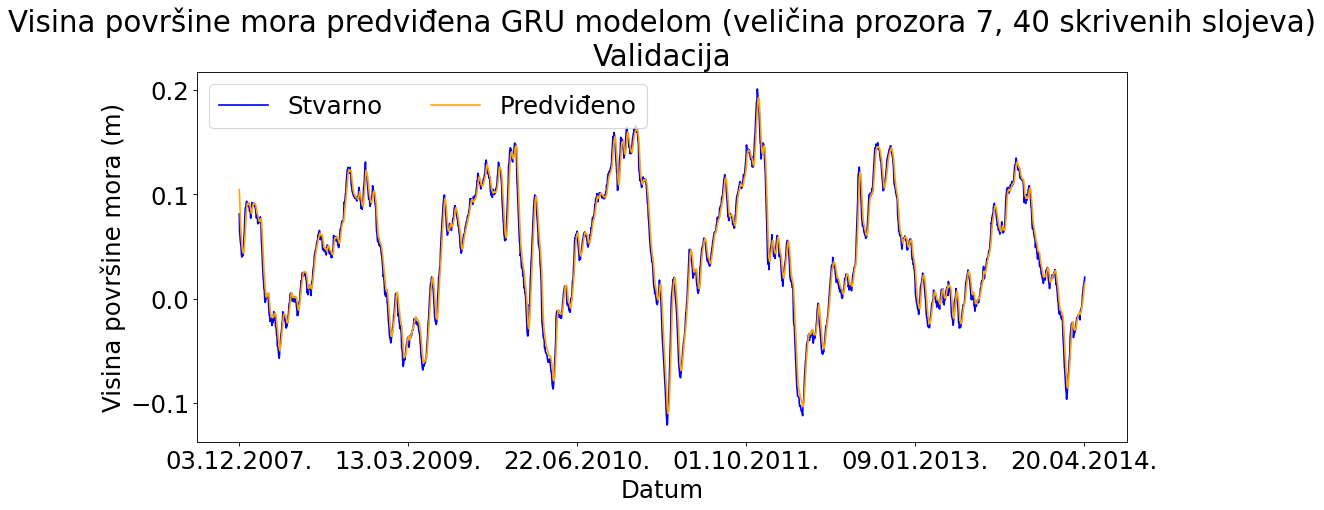 Visina površine mora predviđena GRU modelom (veličina prozora 7, 40 skrivenih slojeva)
Validacija
Stvarno Predviđeno
Visina površine mora (m)
0.2
0.1
0.0
−0.1
03.12.2007. 13.03.2009. 22.06.2010. 01.10.2011. 09.01.2013. 20.04.2014.
Datum